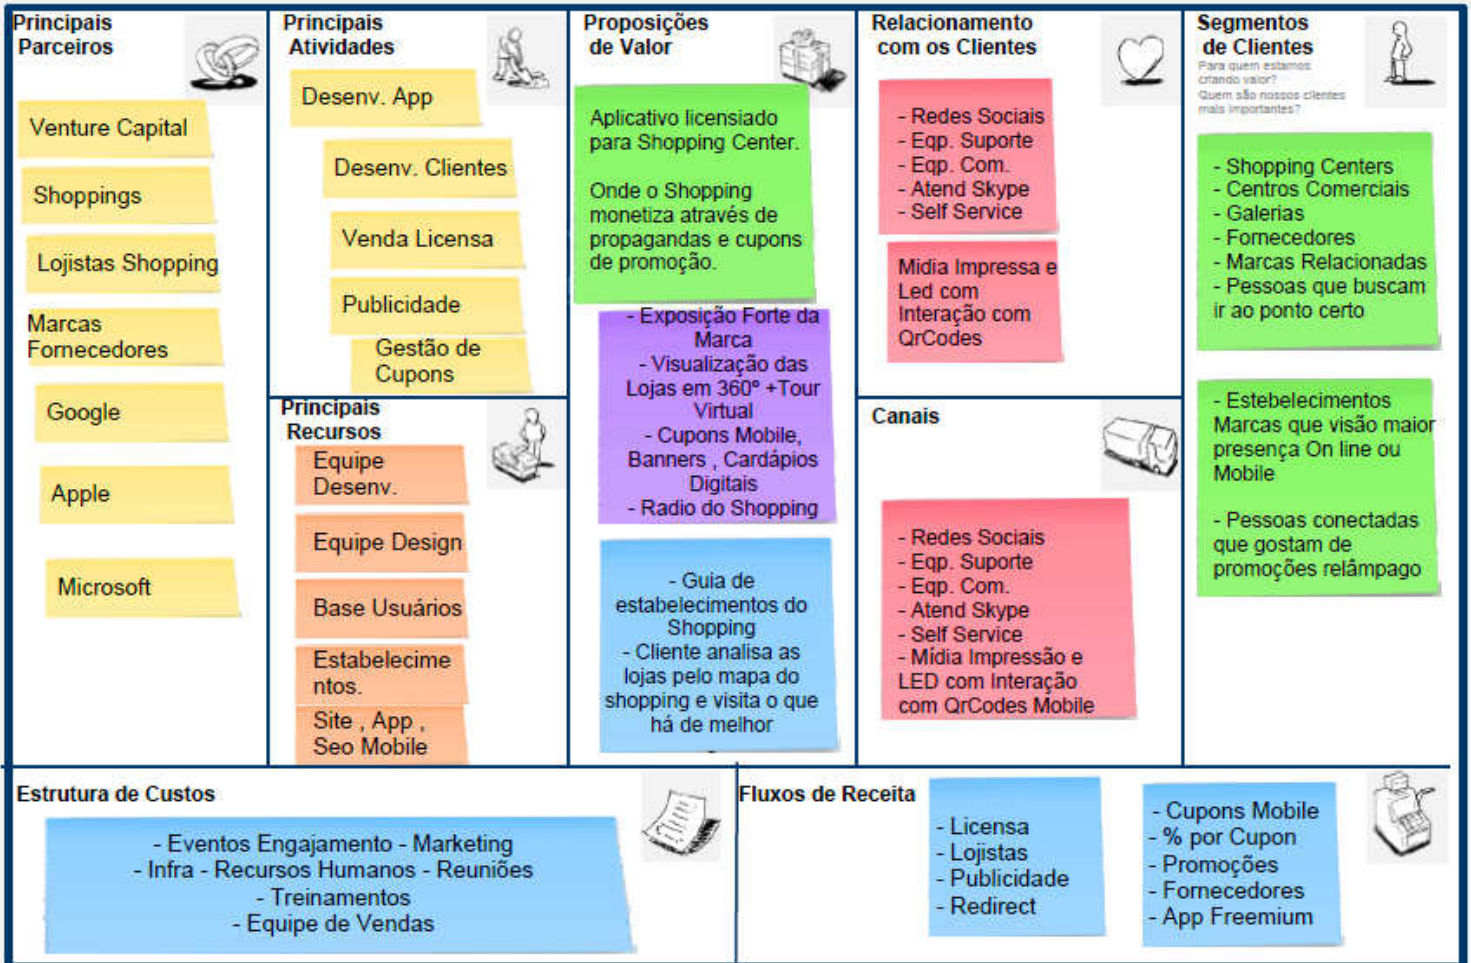 Principais
Parceiros
Venture Capital
Shoppings
Lojistas Shopping
Marcas
Fornecedores
Google
Apple
Microsoft
Principais
Atividades
Desenv. App
Desenv. Clientes
Venda Licensa
Publicidade
Gestão de
Cupons
Principais
Recursos
Equipe
Desenv.
Equipe Design
Base Usuários
Estabelecime
ntos.
Site , App ,
Seo Mobile
Proposições
de Valor
Aplicativo licensiado
para Shopping Center.
Onde o Shopping
monetiza através de
propagandas e cupons
de promoção.
- Exposição Forte da
Marca
- Visualização das
Lojas em 360º +Tour
Virtual
- Cupons Mobile,
Banners , Cardápios
Digitais
- Radio do Shopping
- Guia de
estabelecimentos do
Shopping
- Cliente analisa as
lojas pelo mapa do
shopping e visita o que
há de melhor
Relacionamento
com os Clientes
- Redes Sociais
- Eqp. Suporte
- Eqp. Com.
- Atend Skype
- Self Service
Midia Impressa e
Led com
Interação com
QrCodes
Canais
- Redes Sociais
- Eqp. Suporte
- Eqp. Com.
- Atend Skype
- Self Service
- Mídia Impressão e
LED com Interação
com QrCodes Mobile
Segmentos
de Clientes
Para quem estamos
criando valor?
Quem são nossos clientes
mais importantes?
- Shopping Centers
- Centros Comerciais
- Galerias
- Fornecedores
- Marcas Relacionadas
- Pessoas que buscam
ir ao ponto certo
- Estebelecimentos
Marcas que visão maior
presença On line ou
Mobile
- Pessoas conectadas
que gostam de
promoções relâmpago
Estrutura de Custos
- Eventos Engajamento - Marketing
- Infra - Recursos Humanos - Reuniões
- Treinamentos
- Equipe de Vendas
Fluxos de Receita
- Licensa
- Lojistas
- Publicidade
- Redirect
- Cupons Mobile
- % por Cupon
- Promoções
- Fornecedores
- App Freemium